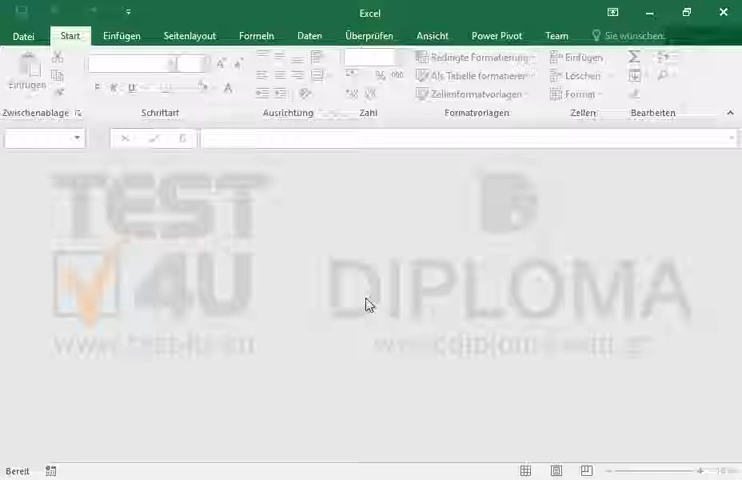 Excel
Datei Start Einfügen Seitenlayout Formeln Daten Überprüfen Ansicht Power Pivot Team Sie wünschen...
Einfügen
F K U A
Bedingte Formatierung
Als Tabelle formatieren
Zellenformatvorlagen
Einfügen
Löschen
Format
% 000
Zwischenablage Schriftart Ausrichtung Zahl Formatvorlagen Zellen Bearbeiten
TEST
4U
DIPLOMA
Bereit